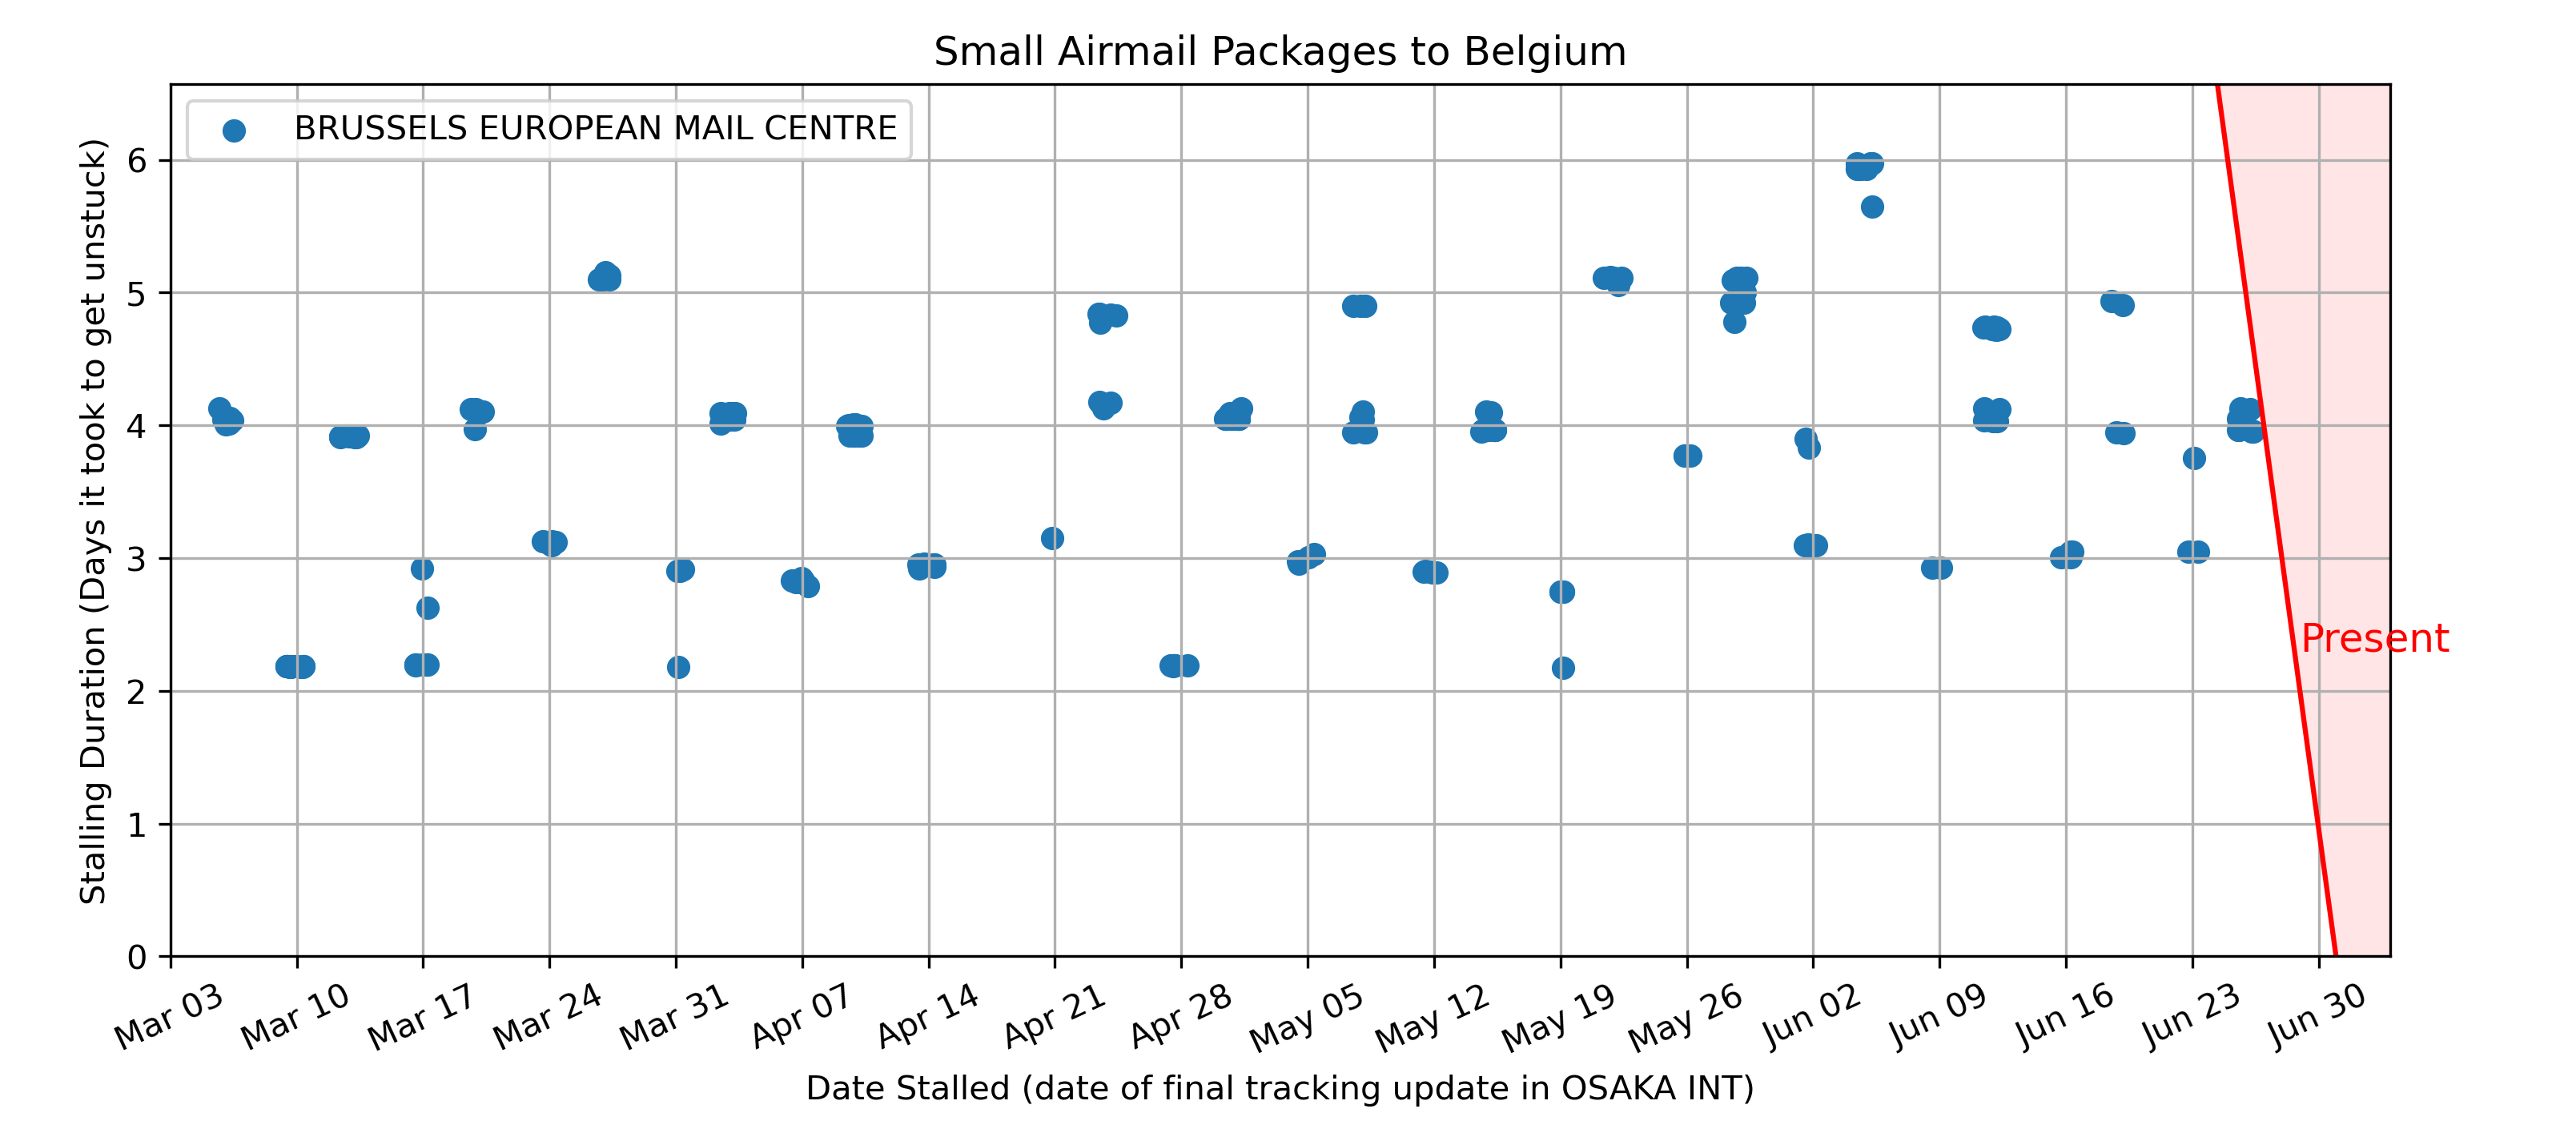 Small Airmail Packages to Belgium
BRUSSELS EUROPEAN MAIL CENTRE
Stalling Duration (Days it took to get unstuck)
6
5
4
3
2
1
0
Present
Mar 03
Mar 10
Mar 17
Mar 24
Mar 31
Apr 07
Apr 14
Apr 21
Apr 28
May 05
May 12
May 19
May 26
Jun 02
Jun 09
Jun 16
Jun 23
Jun 30
Date Stalled (date of final tracking update in OSAKA INT)